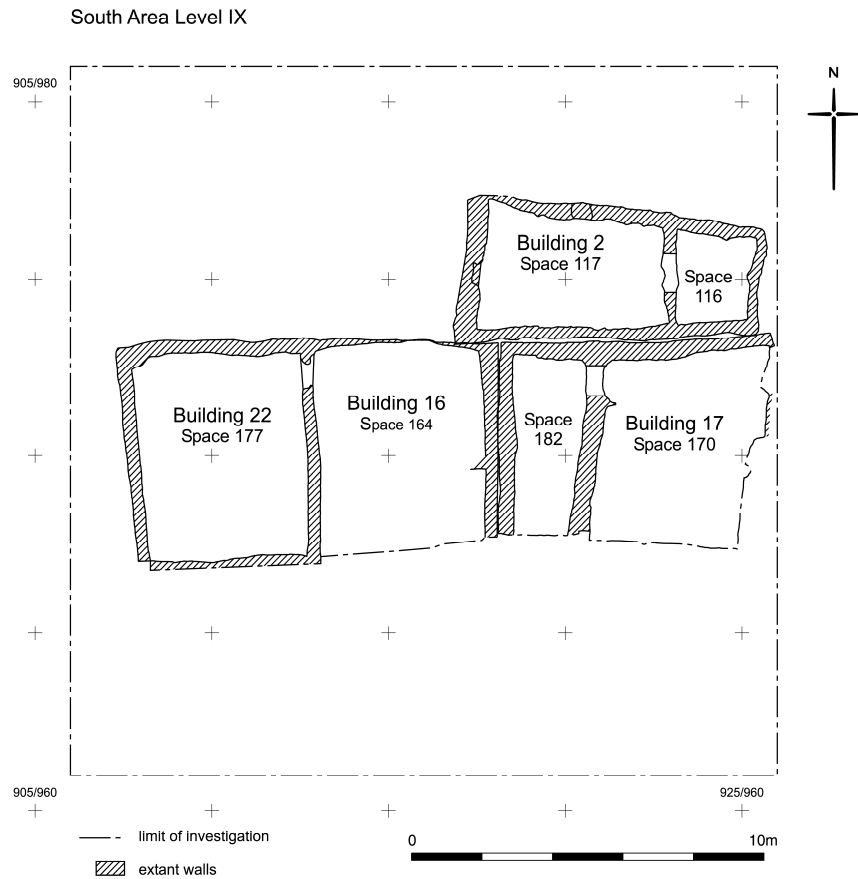 South Area Level IX
905/980
N
Building 2
Space 117
Space
116
Building 22
Space 177
Building 16
Space 164
Space
182
Building 17
Space 170
905/960
925/960
limit of investigation
extant walls
0
10m